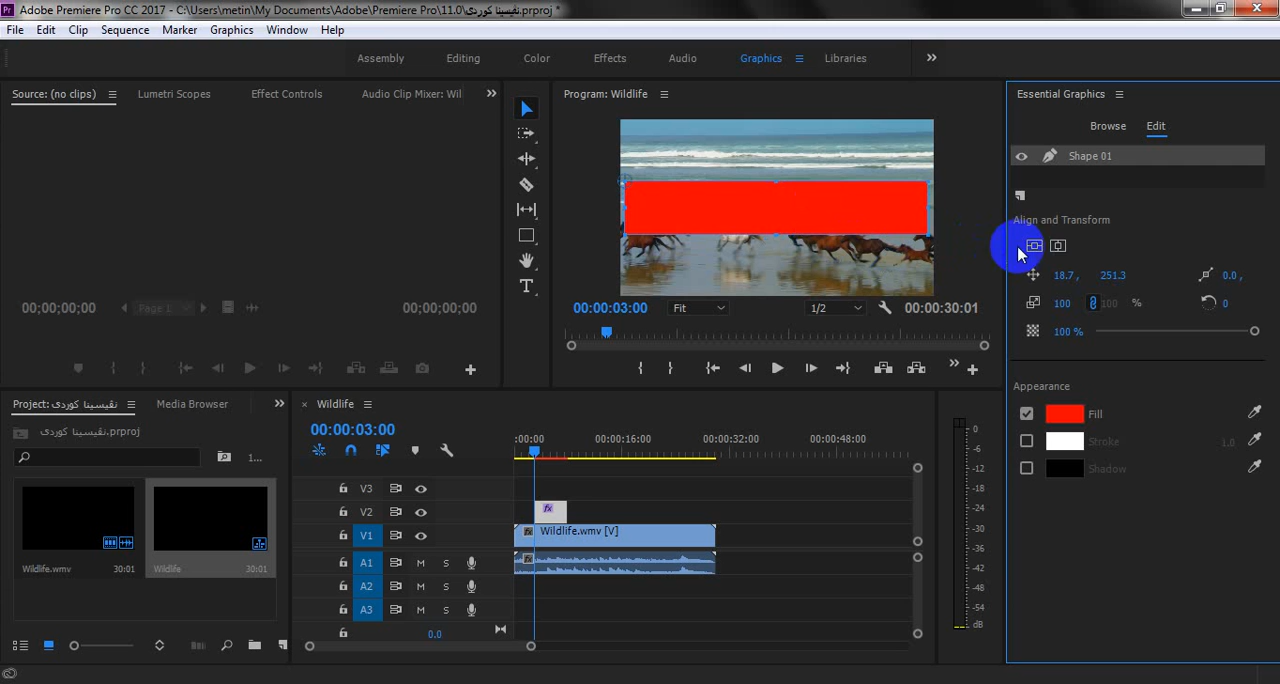 Adobe Premiere Pro CC 2017 - C:\Users\metin\My Documents\Adobe\Premiere Pro\11.0\نڤیسینا کوردی.prproj *
File Edit Clip Sequence Marker Graphics Window Help
Assembly Editing Color Effects Audio Graphics Libraries
Source: (no clips) Lumetri Scopes Effect Controls Audio Clip Mixer: Wil
Program: Wildlife
Essential Graphics
Browse Edit
Shape 01
Align and Transform
18.7 , 251.3 0.0 ,
100 100 % 0
100 %
00;00;00;00 Page 1 00;00;00;00
00:00:03:00 Fit 1/2 00:00:30:01
Appearance
Fill
Stroke 1.0
Shadow
Project: نڤیسینا کوردی Media Browser
نڤیسینا کوردی.prproj
1...
Wildlife.wmv 30:01 Wildlife 30:01
Wildlife
00:00:03:00
:00:00 00:00:16:00 00:00:32:00 00:00:48:00
V3
V2 fx
V1 fx Wildlife.wmv [V]
A1 M S fx
A2 M S
A3 M S
0.0
0
-6
-12
-18
-24
-30
-36
-42
-48
-54
dB